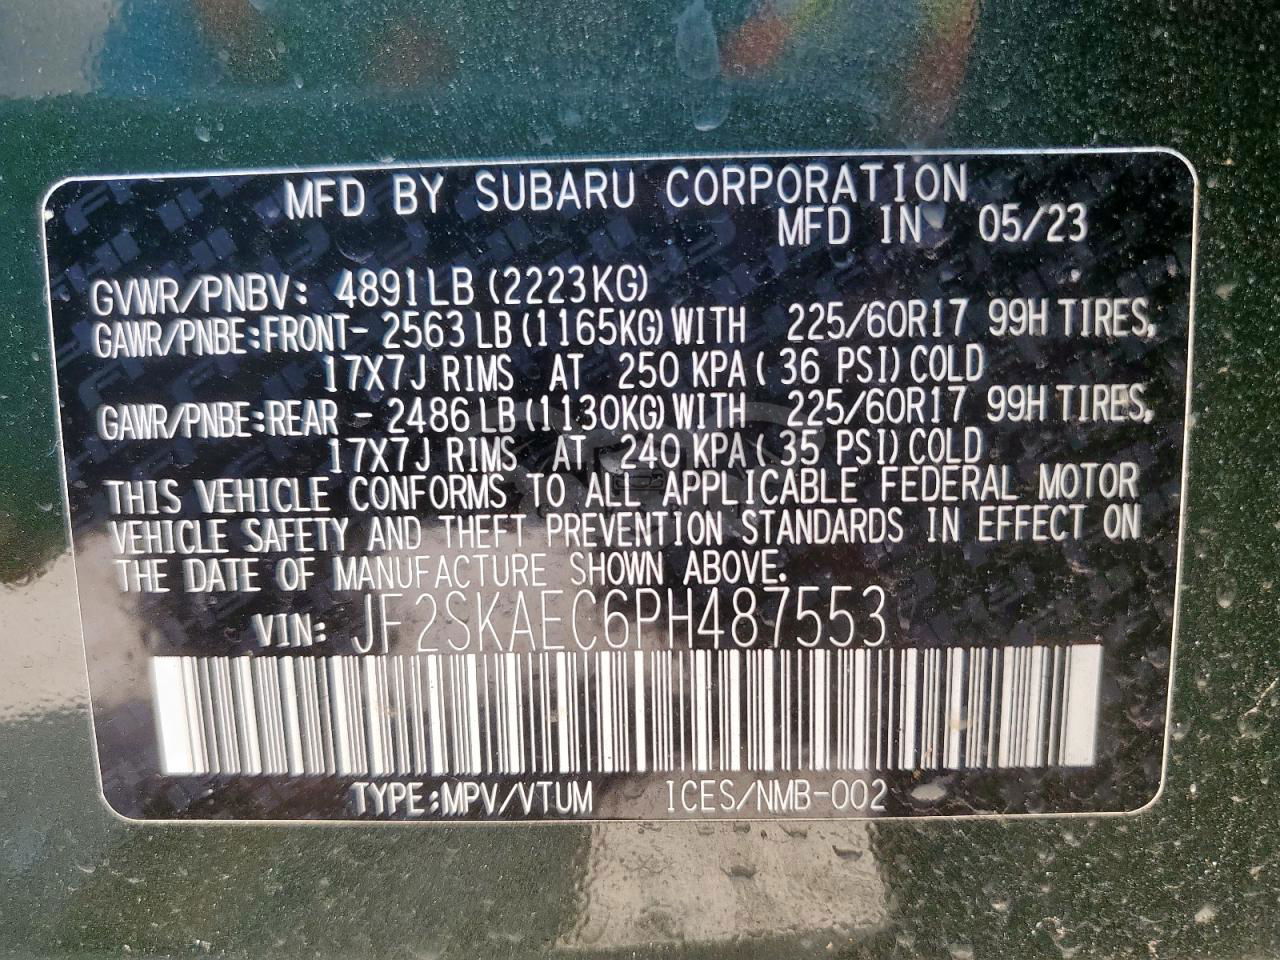 MFD BY SUBARU CORPORATION
MFD IN 05/23
GVWR/PNBV: 4891LB (2223KG)
GAWR/PNBE:FRONT- 2563 LB (1165KG) WITH 225/60R17 99H TIRES,
17X7J RIMS AT 250 KPA ( 36 PSI) COLD
GAWR/PNBE:REAR - 2486 LB (1130KG) WITH 225/60R17 99H TIRES,
17X7J RIMS AT 240 KPA ( 35 PSI) COLD
THIS VEHICLE CONFORMS TO ALL APPLICABLE FEDERAL MOTOR
VEHICLE SAFETY AND THEFT PREVENTION STANDARDS IN EFFECT ON
THE DATE OF MANUFACTURE SHOWN ABOVE.
VIN: JF2SKAEC6PH487553
TYPE:MPV/VTUM ICES/NMB-002